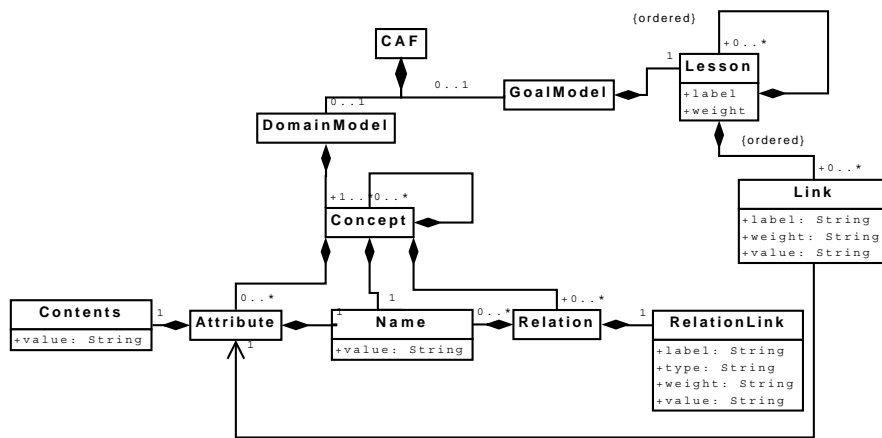 {ordered}
CAF
+0..*
1
Lesson
+label
+weight
0..1
GoalModel
0..1
DomainModel
{ordered}
+0..*
Link
+label: String
+weight: String
+value: String
+1..*
0..*
Concept
0..*
1
+0..*
Contents
+value: String
1
Attribute
1
1
Name
+value: String
0..*
Relation
1
RelationLink
+label: String
+type: String
+weight: String
+value: String